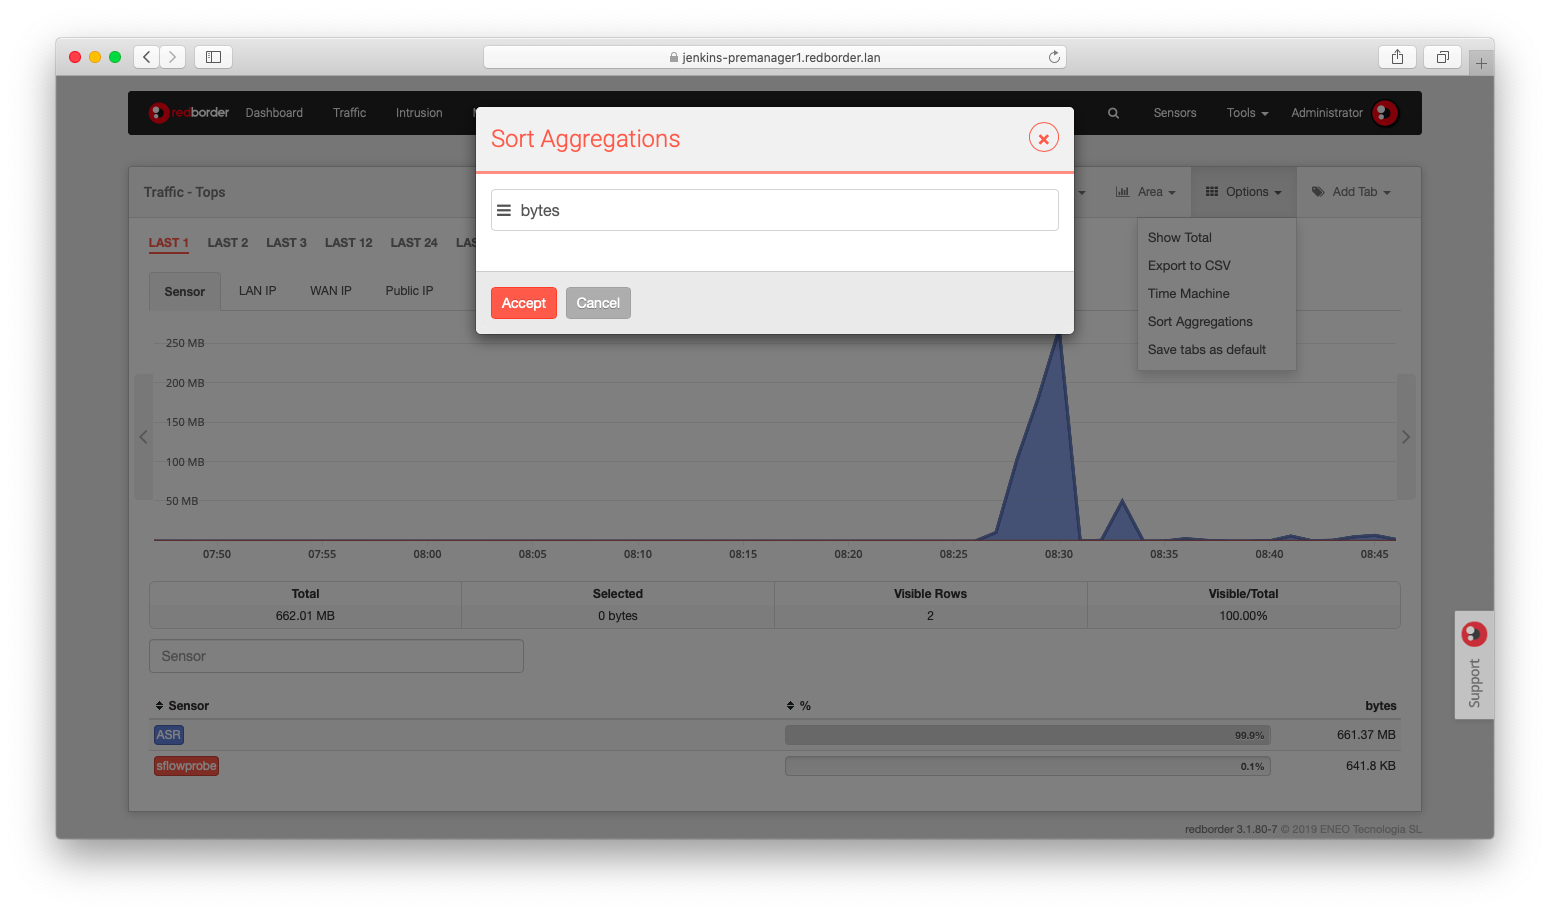 jenkins-premanager1.redborder.lan
redborder Dashboard Traffic Intrusion Sensors Tools Administrator
Sort Aggregations
bytes
Accept Cancel
Traffic - Tops Area Options Add Tab
Show Total
Export to CSV
Time Machine
Sort Aggregations
Save tabs as default
LAST 1 LAST 2 LAST 3 LAST 12 LAST 24 LAS
Sensor LAN IP WAN IP Public IP
250 MB
200 MB
150 MB
100 MB
50 MB
07:50 07:55 08:00 08:05 08:10 08:15 08:20 08:25 08:30 08:35 08:40 08:45
Total Selected Visible Rows Visible/Total
662.01 MB 0 bytes 2 100.00%
Sensor
Sensor % bytes
ASR 99.9% 661.37 MB
sflowprobe 0.1% 641.8 KB
Support
redborder 3.1.80-7 © 2019 ENEO Tecnologia SL